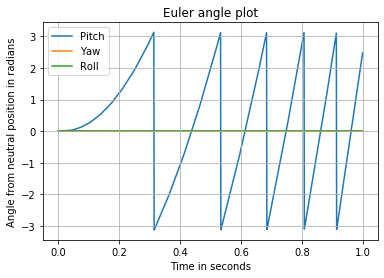 Euler angle plot
Angle from neutral position in radians
Pitch
Yaw
Roll
3
2
1
0
−1
−2
−3
0.0 0.2 0.4 0.6 0.8 1.0
Time in seconds